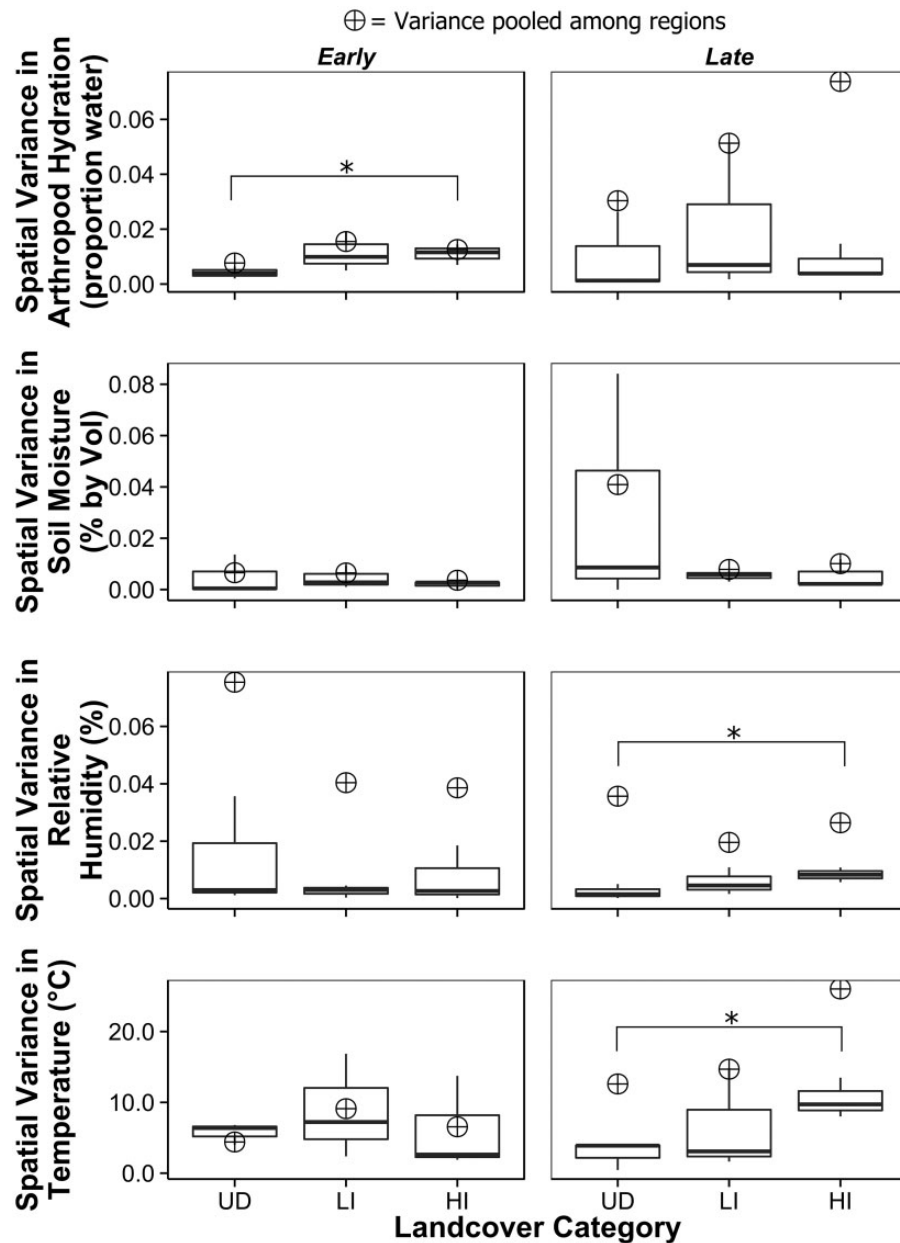 ⊕ = Variance pooled among regions
Early
Late
Spatial Variance in
Arthropod Hydration
(proportion water)
0.06
0.04
0.02
0.00
*
Spatial Variance in
Soil Moisture
(% by Vol)
0.08
0.06
0.04
0.02
0.00
Spatial Variance in
Relative
Humidity (%)
0.06
0.04
0.02
0.00
*
Spatial Variance in
Temperature (°C)
20.0
10.0
0.0
*
UD
LI
HI
UD
LI
HI
Landcover Category